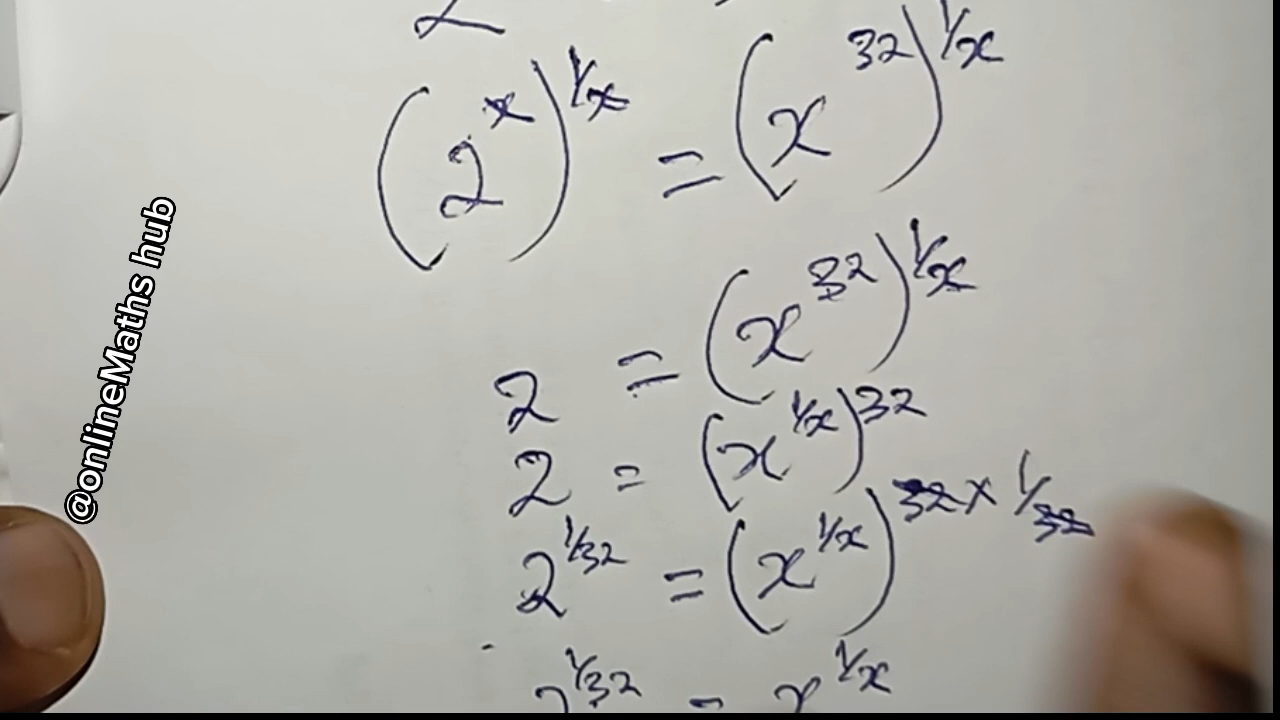 2
(2^x)^1/x = (x^32)^1/x
2 = (x^32)^1/x
2 = (x^1/x)^32
2^1/32 = (x^1/x)^32 x 1/32
2^1/32 = x^1/x
@onlineMaths hub